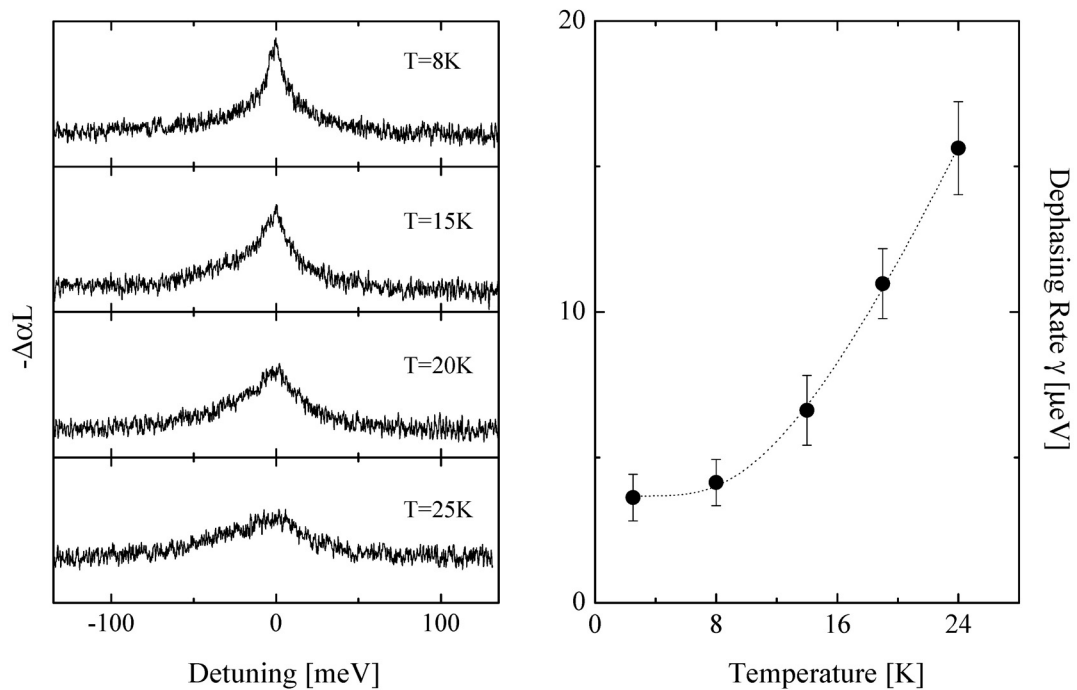 T=8K
T=15K
T=20K
T=25K
-ΔαL
-100
0
100
Detuning [meV]
20
10
0
0
8
16
24
Temperature [K]
Dephasing Rate γ [µeV]